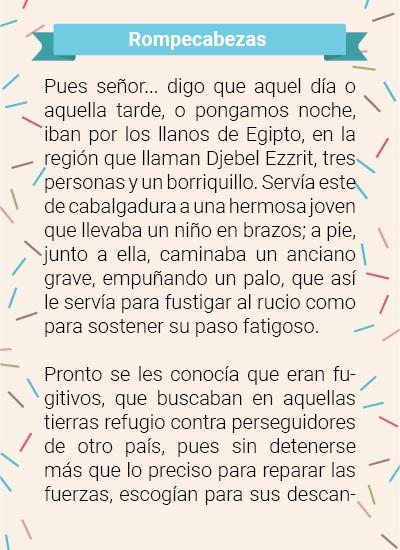 Rompecabezas
Pues señor... digo que aquel día o
aquella tarde, o pongamos noche,
iban por los llanos de Egipto, en la
región que llaman Djebel Ezzrit, tres
personas y un borriquillo. Servía este
de cabalgadura a una hermosa joven
que llevaba un niño en brazos; a pie,
junto a ella, caminaba un anciano
grave, empuñando un palo, que así
le servía para fustigar al rucio como
para sostener su paso fatigoso.
Pronto se les conocía que eran fu-
gitivos, que buscaban en aquellas
tierras refugio contra perseguidores
de otro país, pues sin detenerse
más que lo preciso para reparar las
fuerzas, escogían para sus descan-